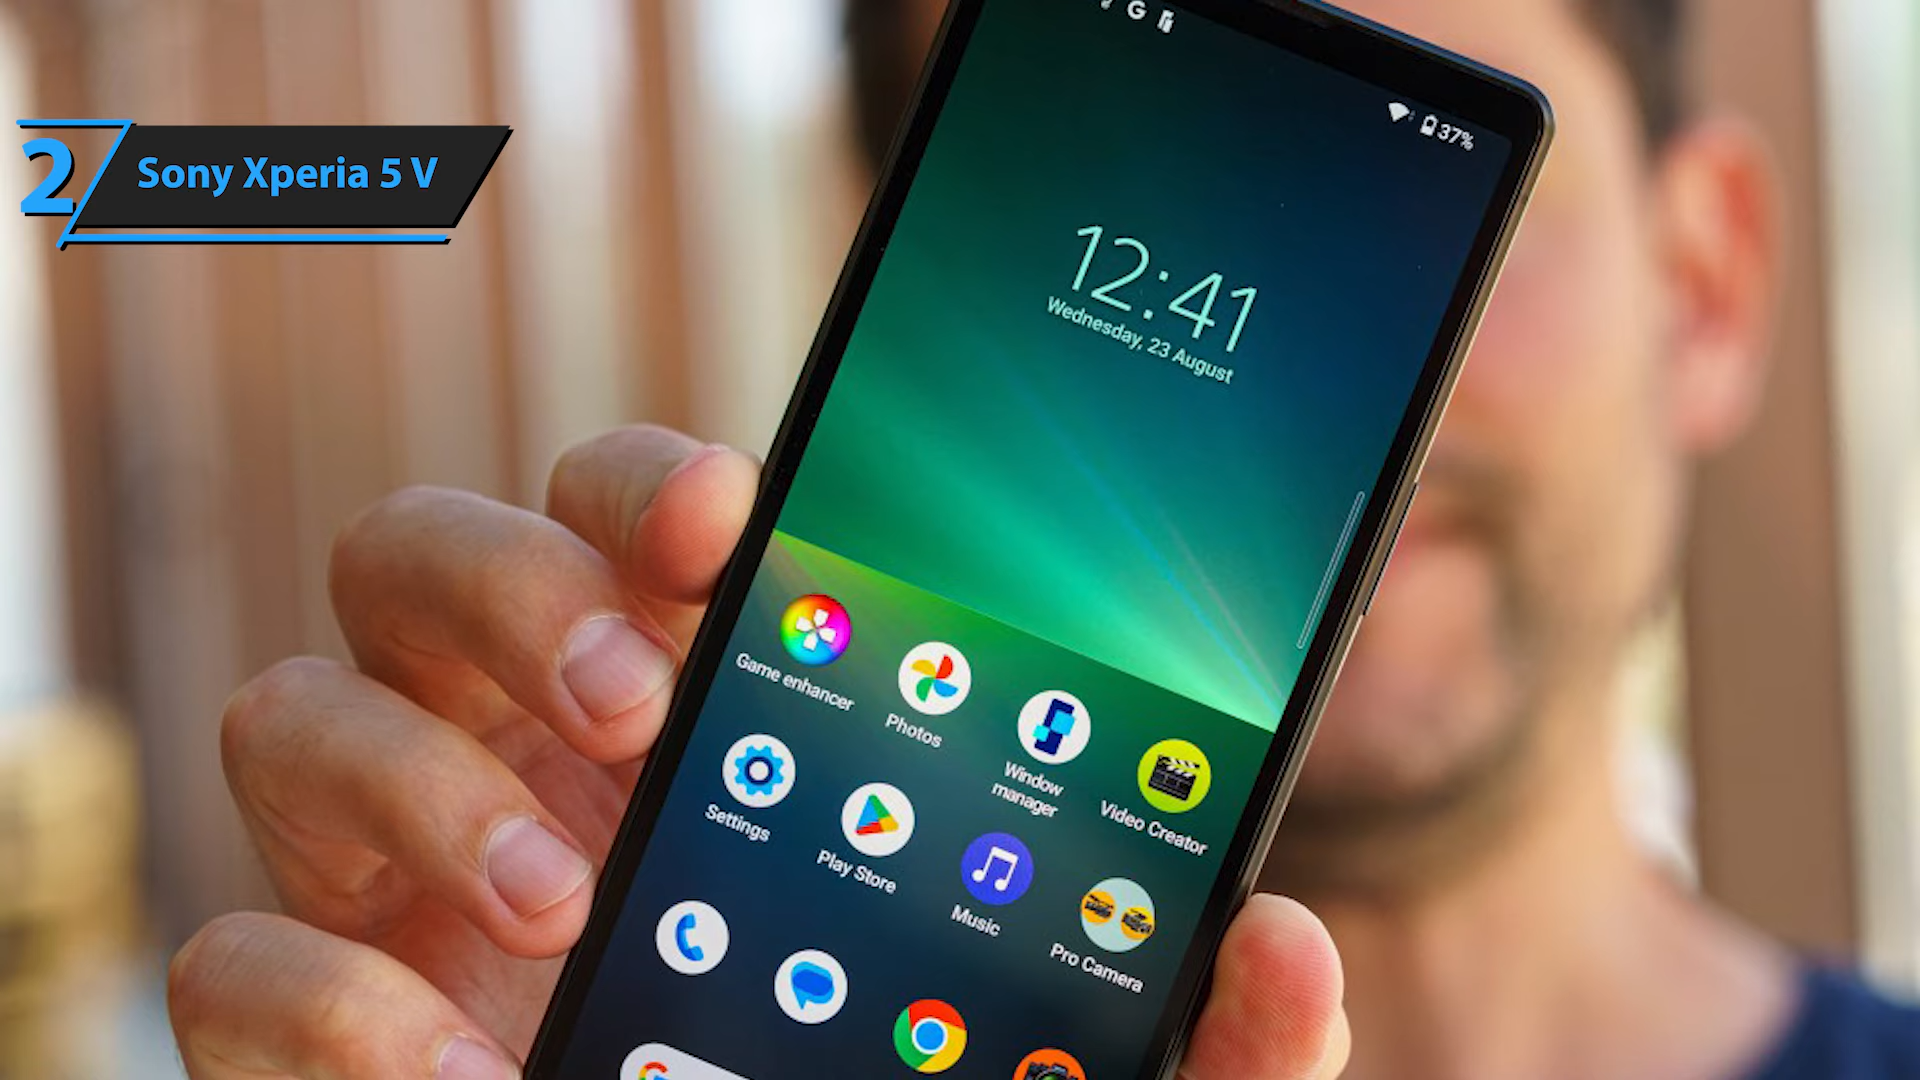 2
Sony Xperia 5 V
G
37%
12:41
Wednesday, 23 August
Game enhancer
Photos
Window
manager
Video Creator
Settings
Play Store
Music
Pro Camera
G